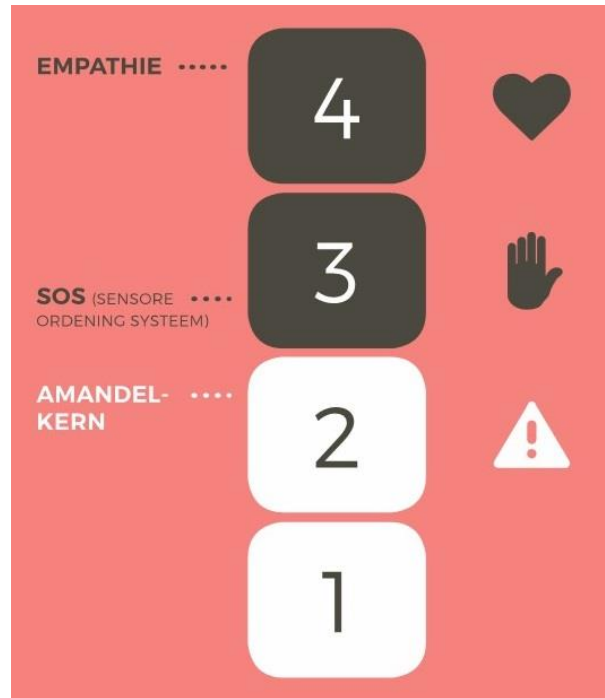 EMPATHIE .....
4
3
SOS (SENSORE ....
ORDENING SYSTEEM)
AMANDEL- ....
KERN
2
1